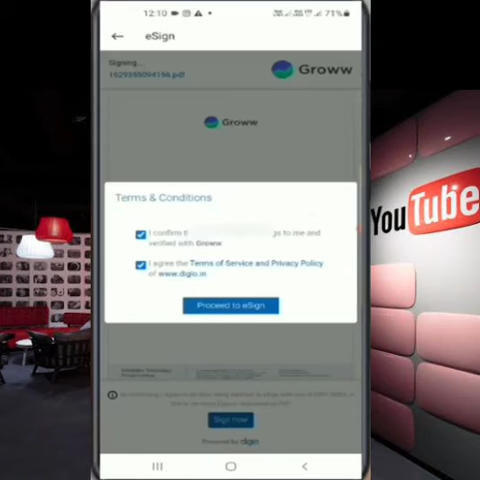 12:10
71%
eSign
Signing...
1629355094196.pdf
Groww
Groww
Terms & Conditions
I confirm t
gs to me and
verified with Groww
I agree the Terms of Service and Privacy Policy
of www.digio.in
Proceed to eSign
Sign now
Powered by digio
YouTube